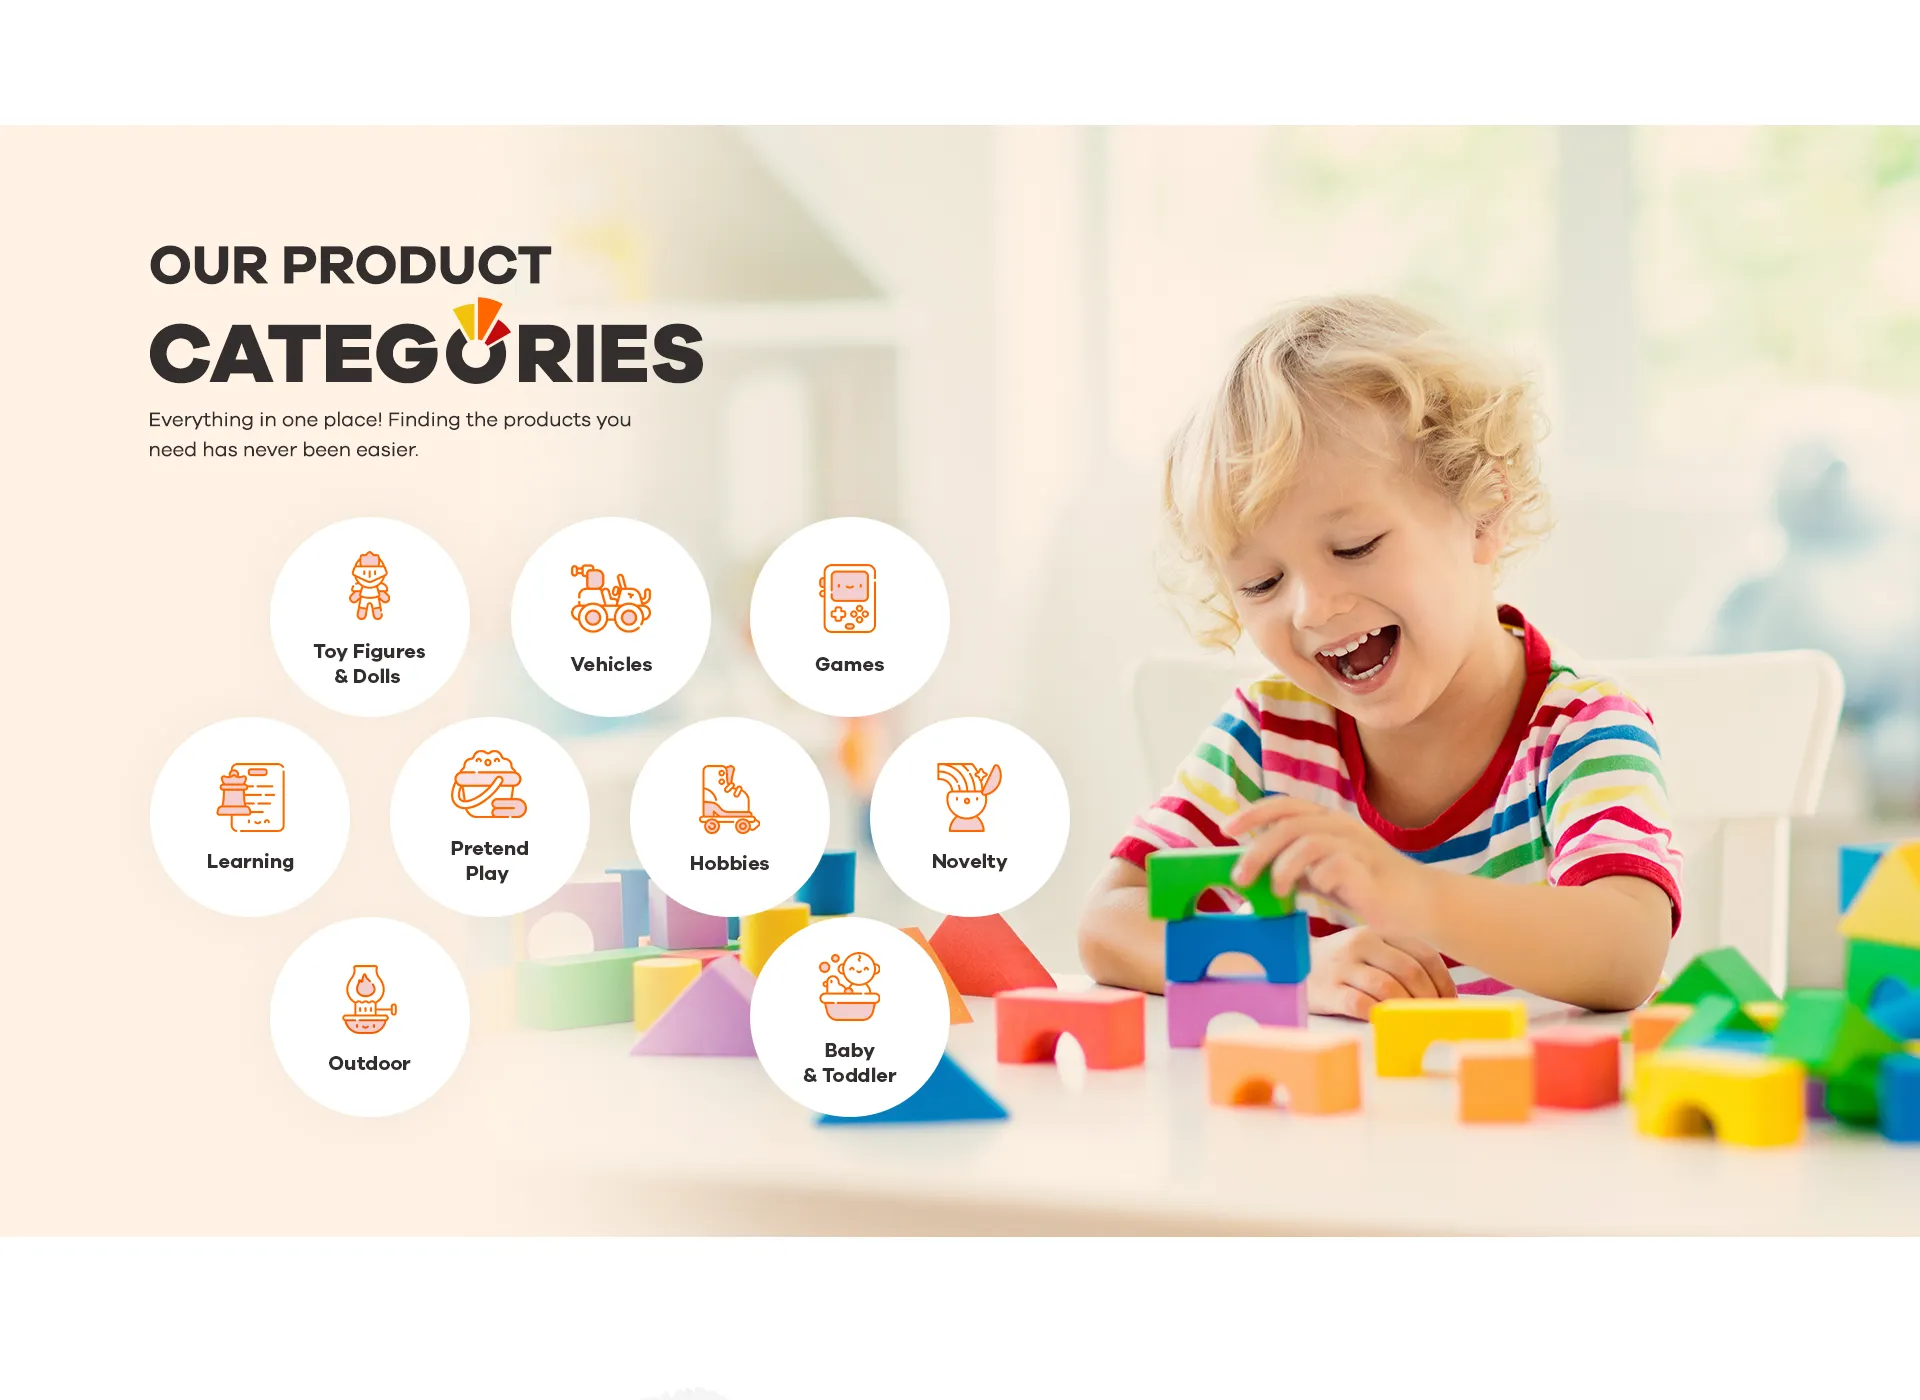 OUR PRODUCT
CATEGORIES
Everything in one place! Finding the products you
need has never been easier.
Toy Figures
& Dolls
Vehicles
Games
Learning
Pretend
Play
Hobbies
Novelty
Outdoor
Baby
& Toddler